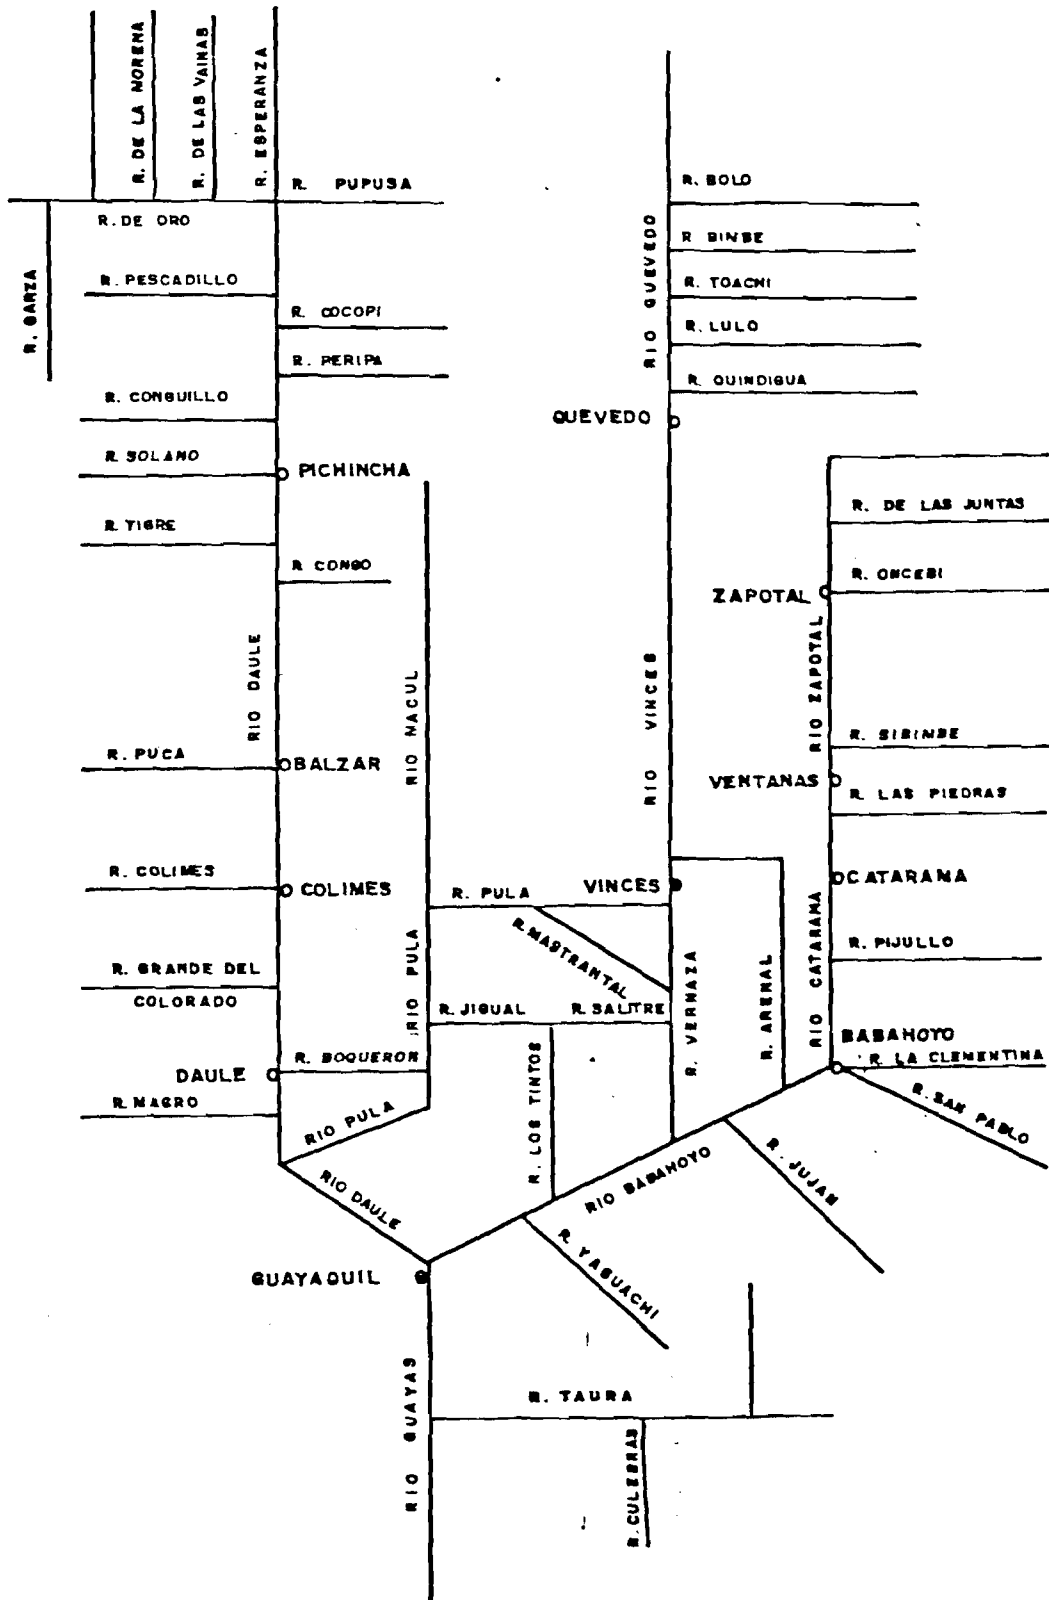 R. DE LA MORENA
R. DE LAS VAINAS
R. ESPERANZA
R. PUPUSA
R. DE ORO
R. GARZA
R. PESCADILLO
R. COCOPI
R. PERIPA
R. CONGUILLO
R. SOLANO
PICHINCHA
R. TIGRE
R CONGO
RIO DAULE
RIO MACUL
R. PUCA
BALZAR
R. COLIMES
COLIMES
R. GRANDE DEL
COLORADO
RIO PULA
R. BOQUERON
DAULE
R. MAGRO
RIO PULA
RIO DAULE
R. BOLO
R BIMBE
R. TOACHI
R. LULO
R. QUINDIGUA
RIO QUEVEDO
QUEVEDO
RIO VINCES
VINCES
R. PULA
R. MASTRANTAL
R. JIGUAL
R. SALITRE
R. VERNAZA
R. ARENAL
R. LOS TINTOS
R. DE LAS JUNTAS
R. ONCEBI
ZAPOTAL
RIO ZAPOTAL
R. SIBIMBE
VENTANAS
R. LAS PIEDRAS
CATARAMA
RIO CATARAMA
R. PIJULLO
BABAHOYO
R. LA CLEMENTINA
R. SAN PABLO
RIO BABAHOYO
R. JUJAN
R. YAGUACHI
GUAYAQUIL
RIO GUAYAS
R. TAURA
R. CULEBRAS